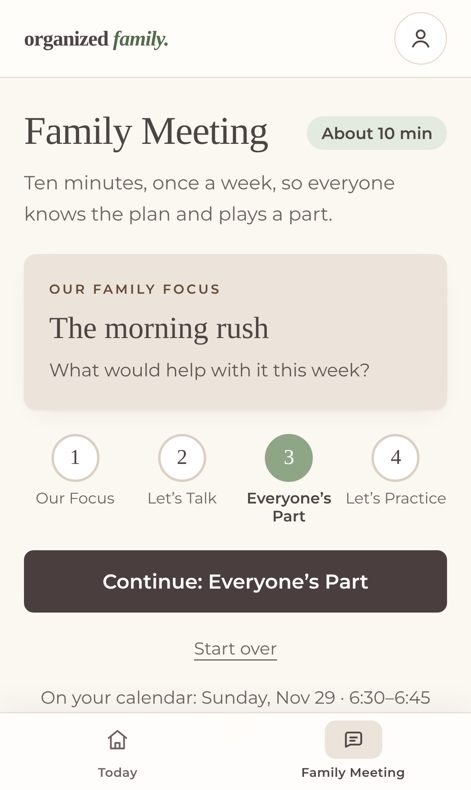 organized family.
Family Meeting
About 10 min
Ten minutes, once a week, so everyone
knows the plan and plays a part.
OUR FAMILY FOCUS
The morning rush
What would help with it this week?
1
2
3
4
Our Focus
Let’s Talk
Everyone’s
Part
Let’s Practice
Continue: Everyone’s Part
Start over
On your calendar: Sunday, Nov 29 · 6:30–6:45
Today
Family Meeting